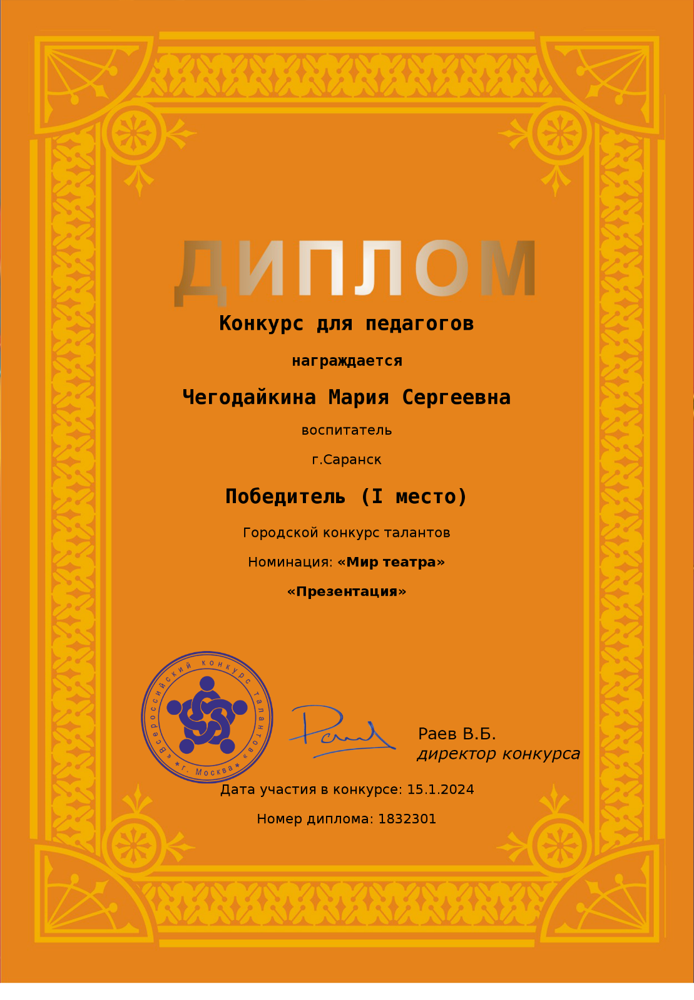 ДИПЛОМ
Конкурс для педагогов
награждается
Чегодайкина Мария Сергеевна
воспитатель
г.Саранск
Победитель (I место)
Городской конкурс талантов
Номинация: «Мир театра»
«Презентация»
«Всероссийский конкурс талантов»
* г. Москва *
Раев В.Б.
директор конкурса
Дата участия в конкурсе: 15.1.2024
Номер диплома: 1832301